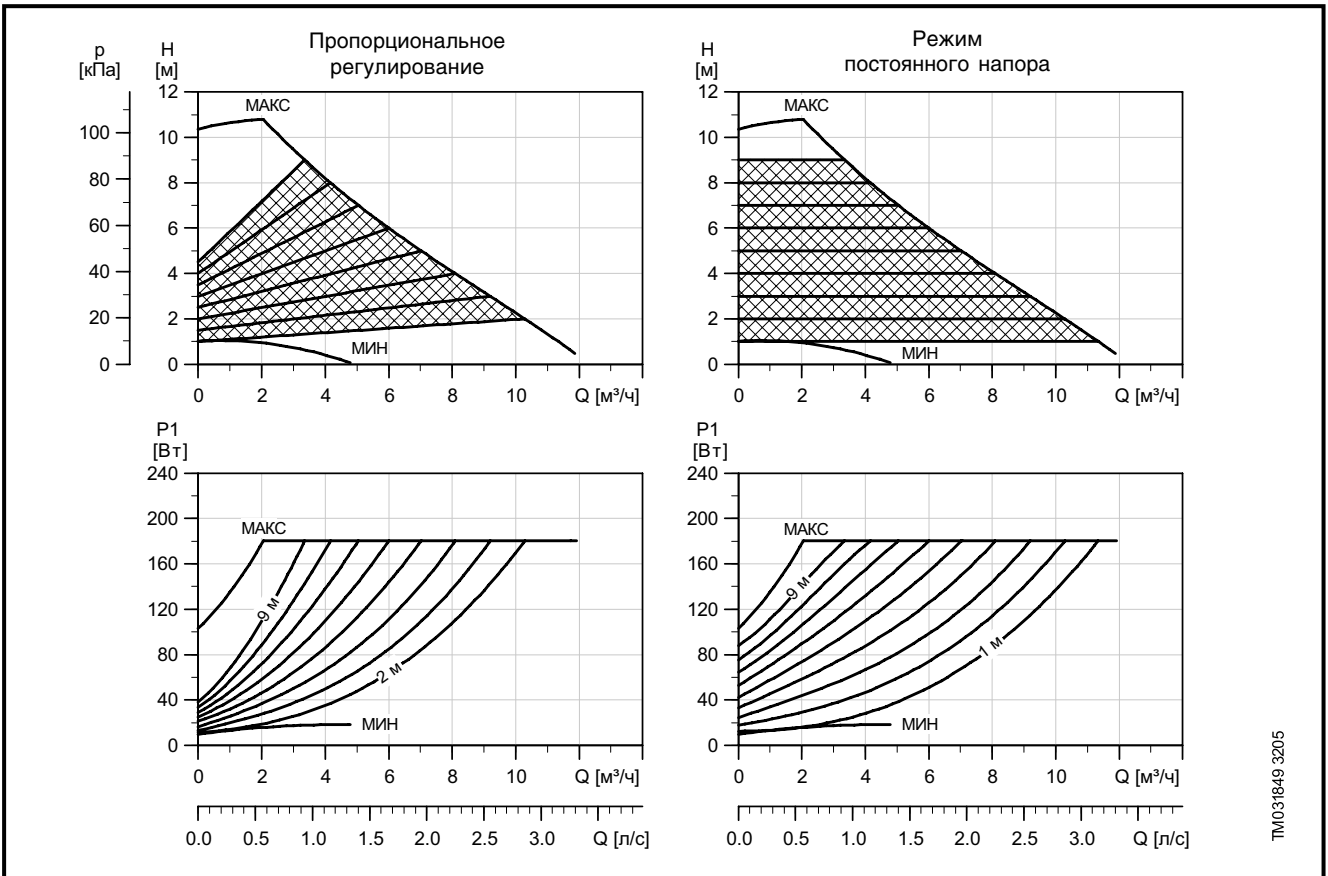 Пропорциональное
регулирование
p
[кПа]
H
[м]
12
10
8
6
4
2
0
100
80
60
40
20
0
МАКС
МИН
0 2 4 6 8 10 Q [м³/ч]
Режим
постоянного напора
H
[м]
12
10
8
6
4
2
0
МАКС
МИН
0 2 4 6 8 10 Q [м³/ч]
P1
[Вт]
240
200
160
120
80
40
0
МАКС
9 м
2 м
МИН
0 2 4 6 8 10 Q [м³/ч]
0.0 0.5 1.0 1.5 2.0 2.5 3.0 Q [л/с]
P1
[Вт]
240
200
160
120
80
40
0
МАКС
9 м
1 м
МИН
0 2 4 6 8 10 Q [м³/ч]
0.0 0.5 1.0 1.5 2.0 2.5 3.0 Q [л/с]
TM031849 3205